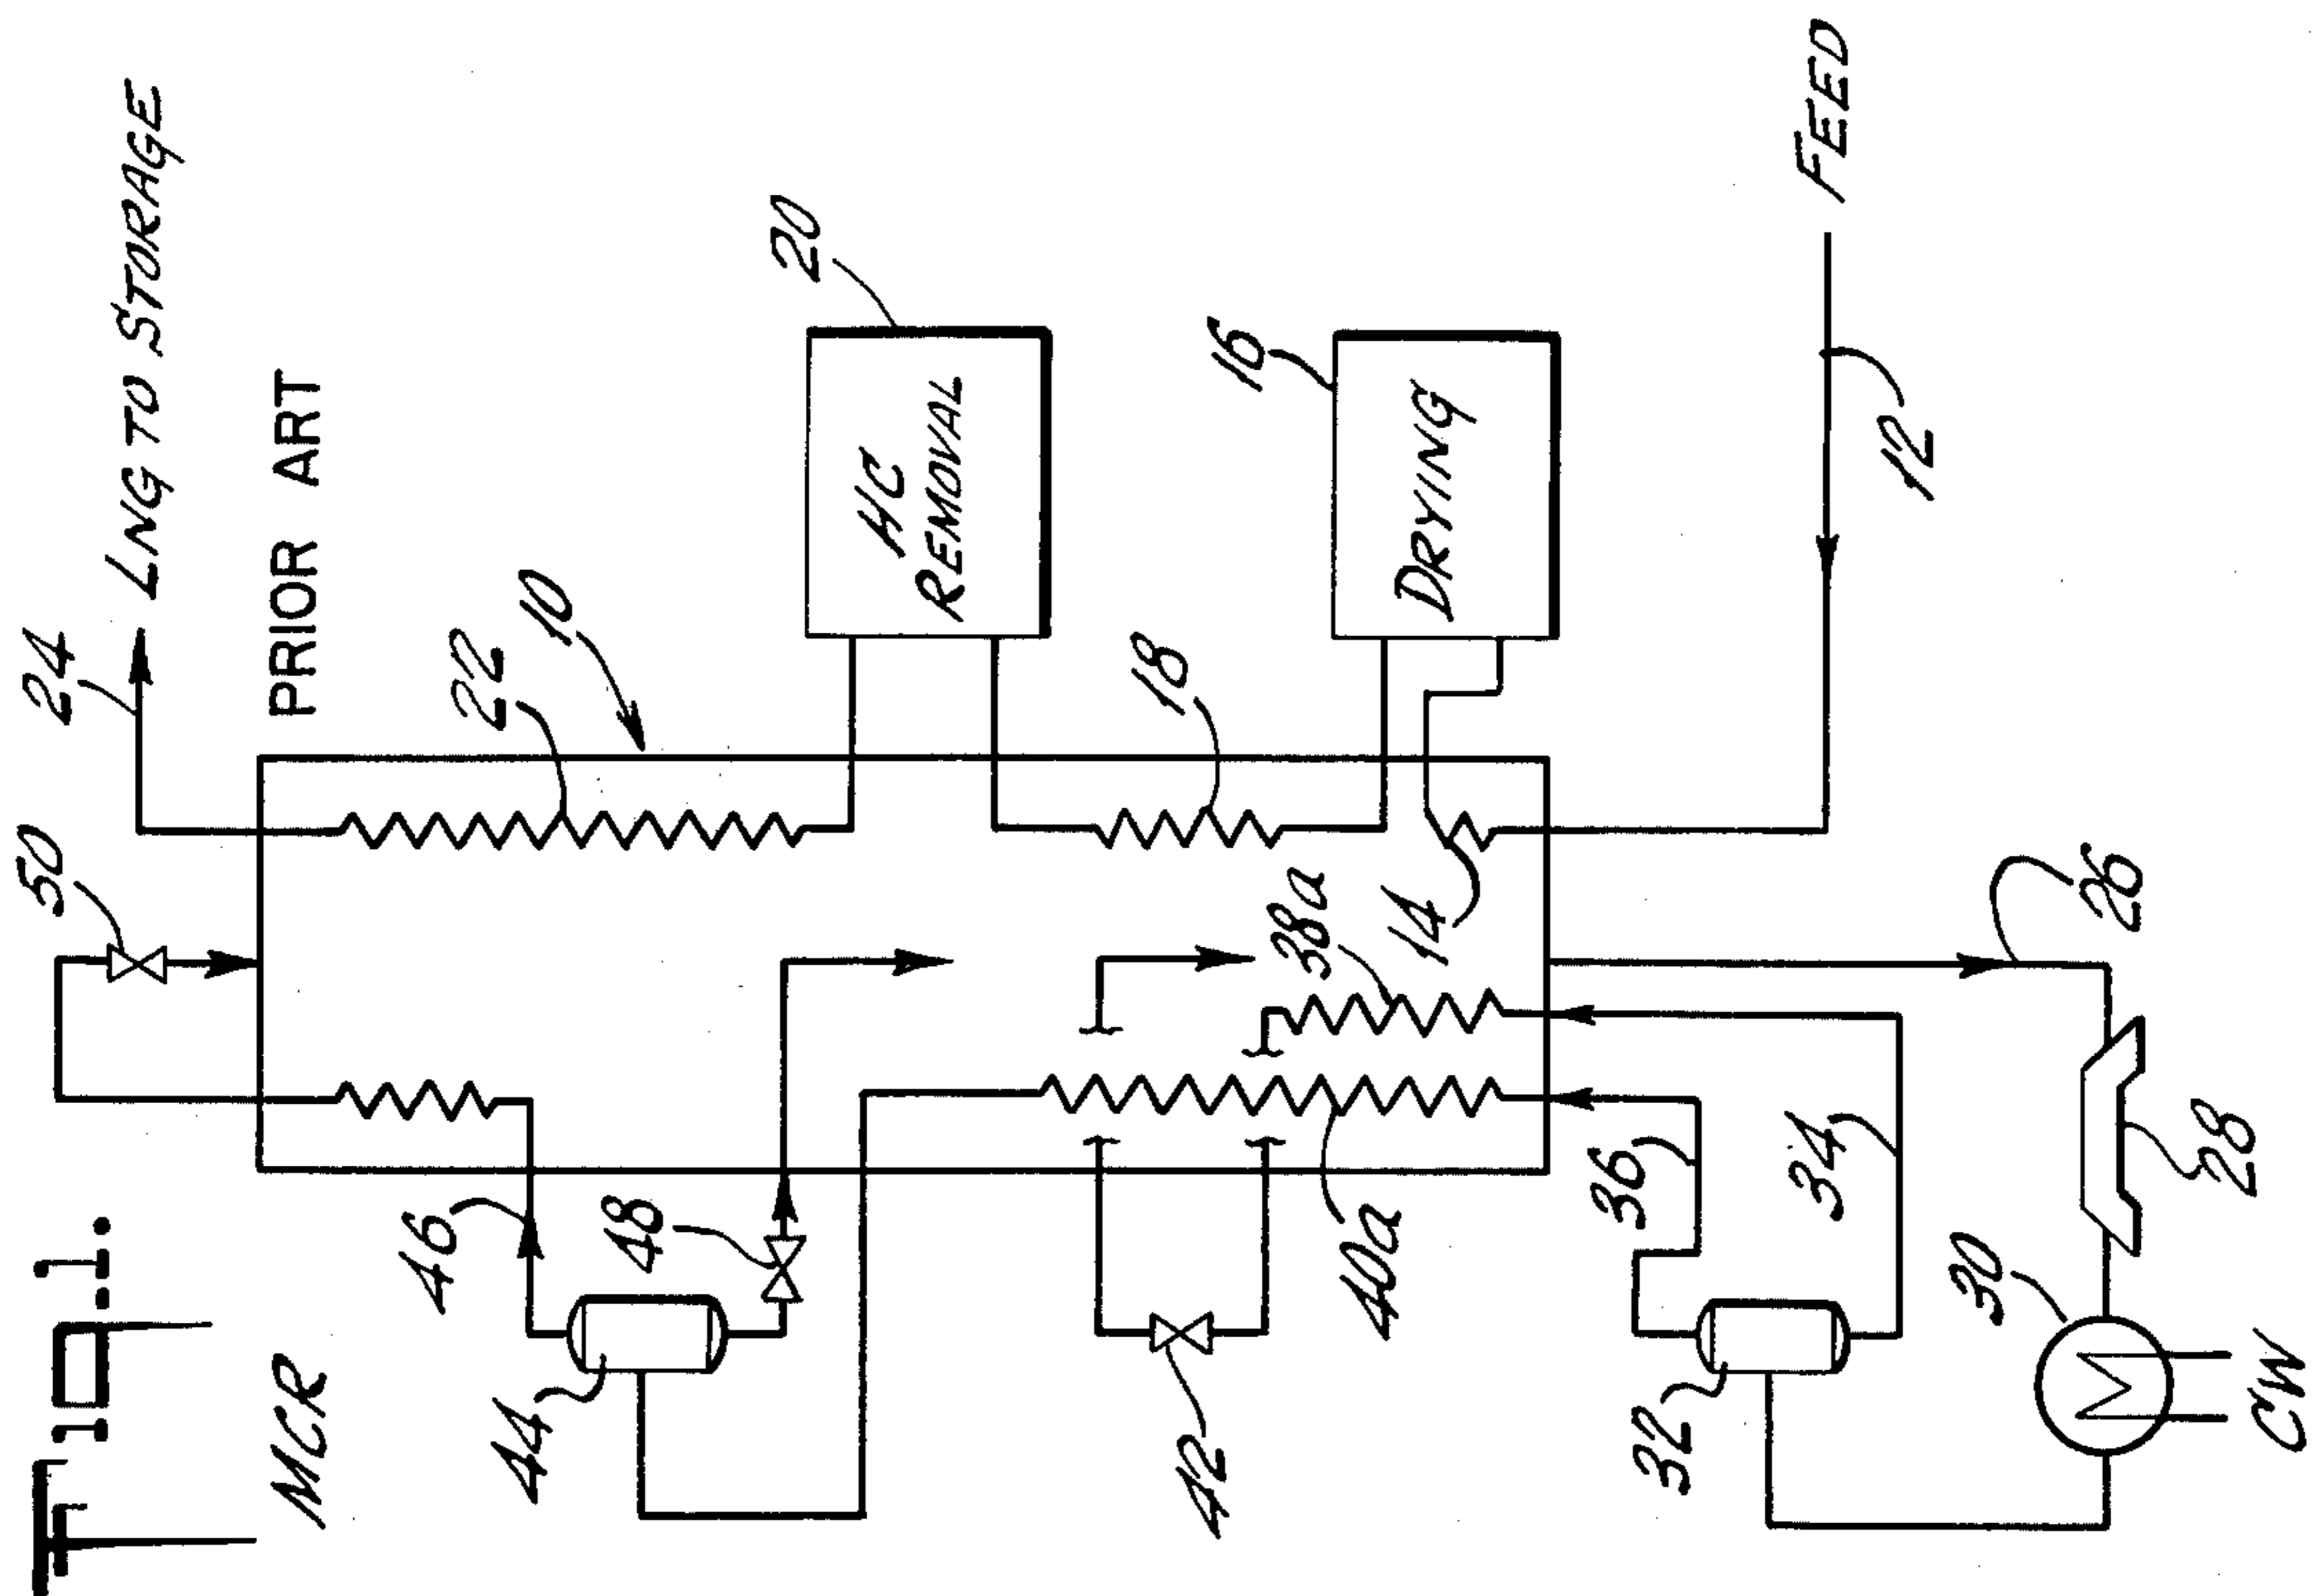 Fig. 1.
MCR
PRIOR ART
LNG TO STORAGE
24
50
22
10
20
HC
REMOVAL
46
44
48
18
16
DRYING
42
40a
38a
14
FEED
12
36
34
32
30
28
26
CW